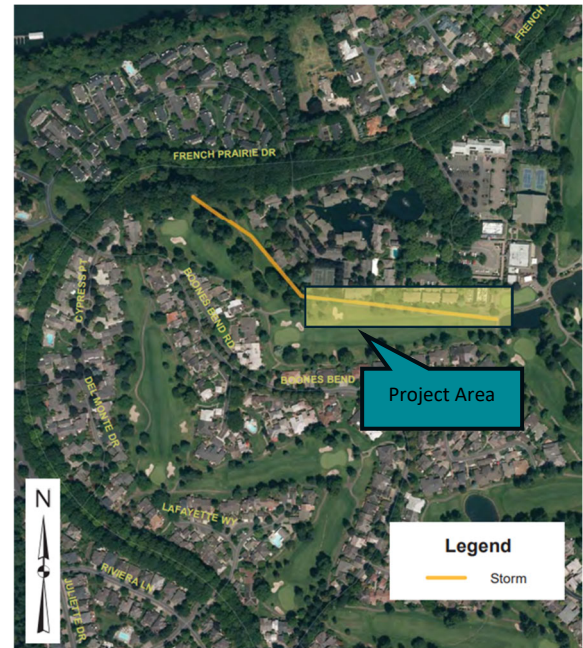 FRENCH
FRENCH PRAIRIE DR
CYPRESS PT
BOONES BEND RD
Project Area
BOONES BEND
DEL MONTE DR
LAFAYETTE WY
N
RIVIERA LN
JULIETTE DR
Legend
Storm